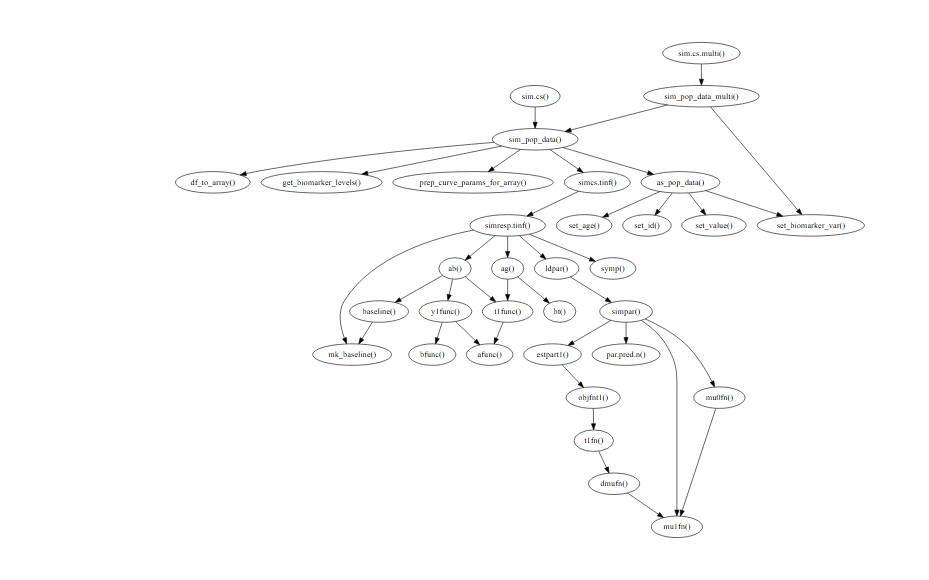 sim.cs.multi()
sim.cs()
sim_pop_data_multi()
sim_pop_data()
df_to_array()
get_biomarker_levels()
prep_curve_params_for_array()
simcs.tinf()
as_pop_data()
simresp.tinf()
set_age()
set_id()
set_value()
set_biomarker_var()
ab()
ag()
ldpar()
symp()
baseline()
y1func()
t1func()
bt()
simpar()
mk_baseline()
bfunc()
afunc()
estpart1()
par.pred.n()
objfnt1()
mu0fn()
t1fn()
dmufn()
mu1fn()